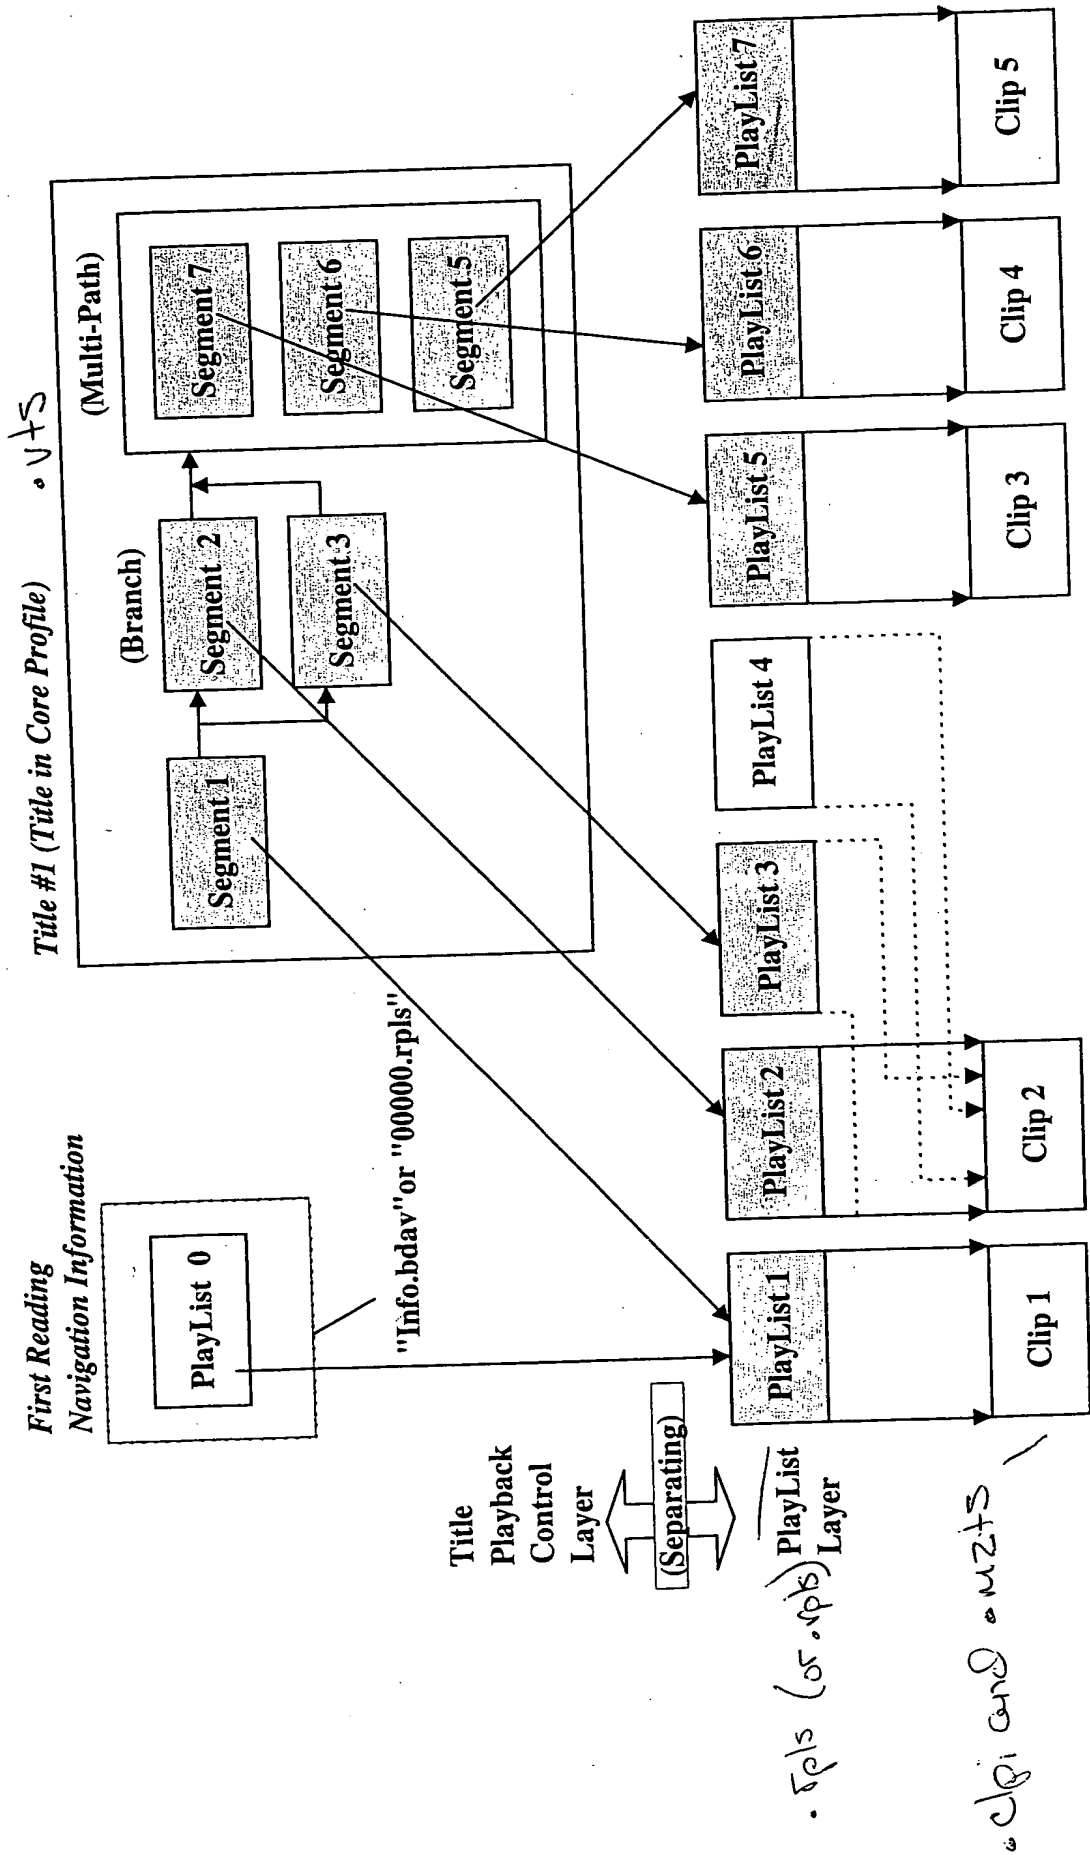 First Reading
Navigation Information
PlayList 0
"Info.bdav" or "00000.rpls"
Title #1 (Title in Core Profile)
(Branch)
(Multi-Path)
Segment 1
Segment 2
Segment 3
Segment 7
Segment 6
Segment 5
Title
Playback
Control
Layer
(Separating)
PlayList
Layer
PlayList 1
PlayList 2
PlayList 3
PlayList 4
PlayList 5
PlayList 6
PlayList 7
Clip 1
Clip 2
Clip 3
Clip 4
Clip 5
.rpls (or .vpls)
.clpi and .m2ts